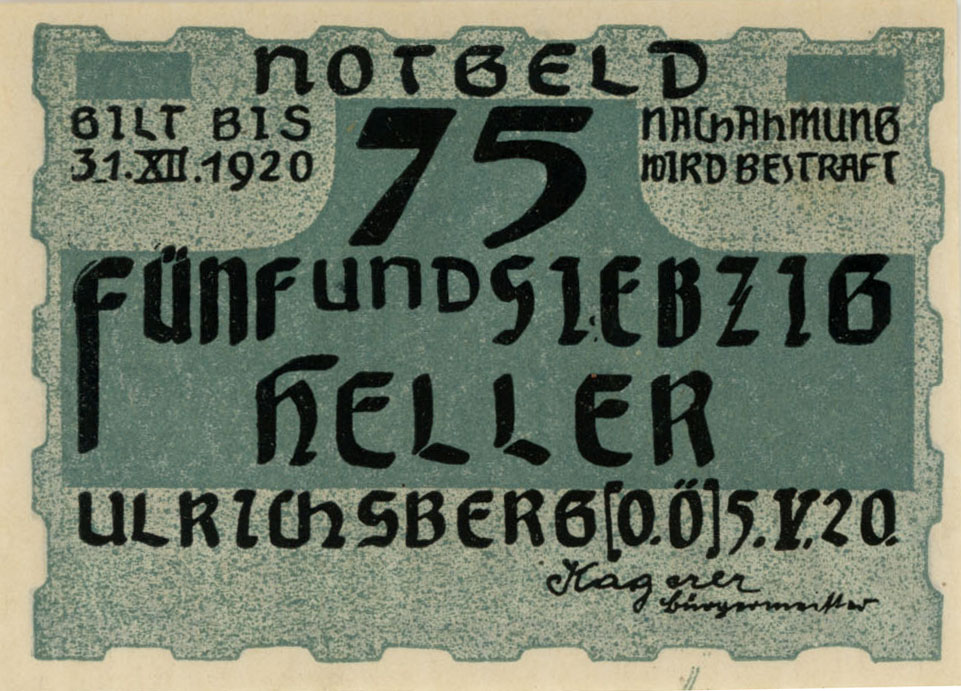 NOTGELD
GILT BIS
31.XII.1920
75
NACHAHMUNG
WIRD BESTRAFT
FÜNFUNDSIEBZIG
HELLER
ULRICHSBERG [O.Ö] 5.V.20.
Kagerer
Bürgermeister